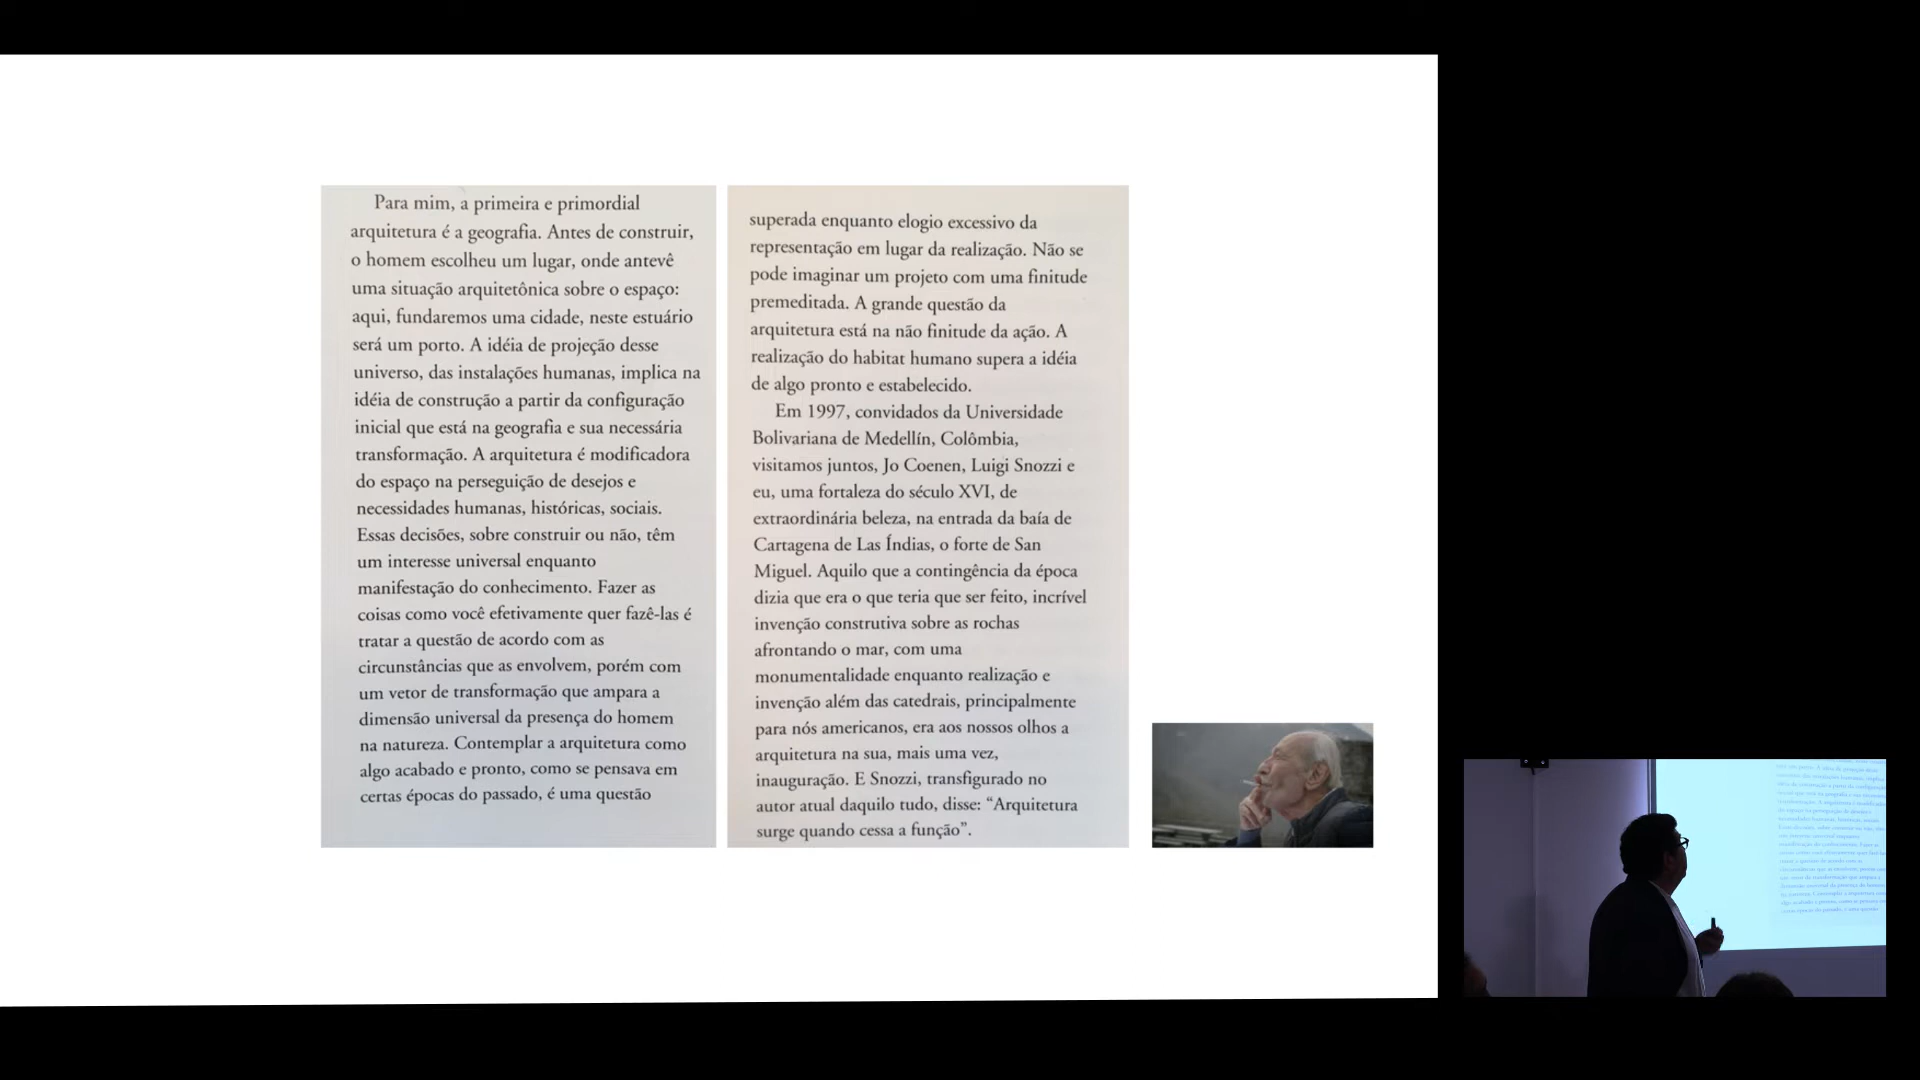 Para mim, a primeira e primordial
arquitetura é a geografia. Antes de construir,
o homem escolheu um lugar, onde antevê
uma situação arquitetônica sobre o espaço:
aqui, fundaremos uma cidade, neste estuário
será um porto. A idéia de projeção desse
universo, das instalações humanas, implica na
idéia de construção a partir da configuração
inicial que está na geografia e sua necessária
transformação. A arquitetura é modificadora
do espaço na perseguição de desejos e
necessidades humanas, históricas, sociais.
Essas decisões, sobre construir ou não, têm
um interesse universal enquanto
manifestação do conhecimento. Fazer as
coisas como você efetivamente quer fazê-las é
tratar a questão de acordo com as
circunstâncias que as envolvem, porém com
um vetor de transformação que ampara a
dimensão universal da presença do homem
na natureza. Contemplar a arquitetura como
algo acabado e pronto, como se pensava em
certas épocas do passado, é uma questão
superada enquanto elogio excessivo da
representação em lugar da realização. Não se
pode imaginar um projeto com uma finitude
premeditada. A grande questão da
arquitetura está na não finitude da ação. A
realização do habitat humano supera a idéia
de algo pronto e estabelecido.
Em 1997, convidados da Universidade
Bolivariana de Medellín, Colômbia,
visitamos juntos, Jo Coenen, Luigi Snozzi e
eu, uma fortaleza do século XVI, de
extraordinária beleza, na entrada da baía de
Cartagena de Las Índias, o forte de San
Miguel. Aquilo que a contingência da época
dizia que era o que teria que ser feito, incrível
invenção construtiva sobre as rochas
afrontando o mar, com uma
monumentalidade enquanto realização e
invenção além das catedrais, principalmente
para nós americanos, era aos nossos olhos a
arquitetura na sua, mais uma vez,
inauguração. E Snozzi, transfigurado no
autor atual daquilo tudo, disse: “Arquitetura
surge quando cessa a função”.